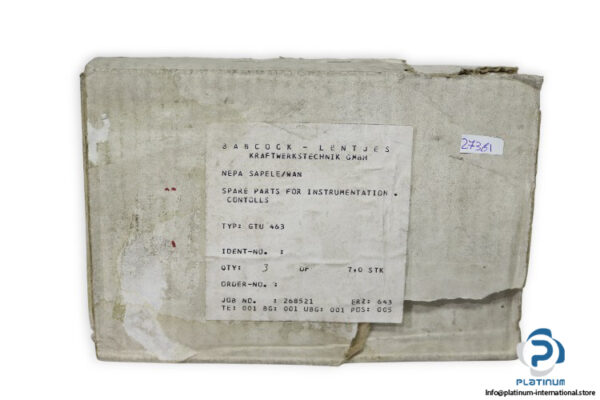 BABCOCK - LENTJES
KRAFTWERKSTECHNIK GMBH
NEPA SAPELE/WAN
SPARE PARTS FOR INSTRUMENTATION +
CONTOLLS
TYP: GTU 463
IDENT-NO. :
QTY: 3 OF 7.0 STK
ORDER-NO. :
JOB NO. : 268521 ERZ: 643
TE: 001 BG: 001 UBG: 001 POS: 005
27361
PLATINUM
Info@platinum-international.store